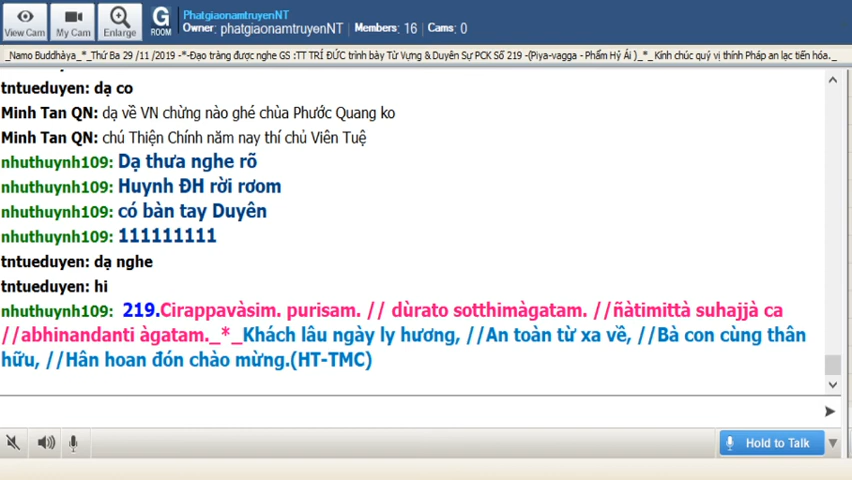 View Cam
My Cam
Enlarge
G
ROOM
PhatgiaonamtruyenNT
Owner: phatgiaonamtruyenNT | Members: 16 | Cams: 0
_Namo Buddhàya_*_Thứ Ba 29 /11 /2019 -*-Đạo tràng được nghe GS :TT TRÍ ĐỨC trình bày Từ Vựng & Duyên Sự PCK Số 219 -(Piya-vagga - Phẩm Hỷ Ái )_*_ Kính chúc quý vị thính Pháp an lạc tiến hóa._
tntueduyen: dạ co
Minh Tan QN: dạ về VN chừng nào ghé chùa Phước Quang ko
Minh Tan QN: chú Thiện Chính năm nay thí chủ Viên Tuệ
nhuthuynh109: Dạ thưa nghe rõ
nhuthuynh109: Huynh ĐH rời rơom
nhuthuynh109: có bàn tay Duyên
nhuthuynh109: 111111111
tntueduyen: dạ nghe
tntueduyen: hi
nhuthuynh109: 219.Cirappavàsim. purisam. // dùrato sotthimàgatam. //ñàtimittà suhajjà ca
//abhinandanti àgatam._*_Khách lâu ngày ly hương, //An toàn từ xa về, //Bà con cùng thân
hữu, //Hân hoan đón chào mừng.(HT-TMC)
Hold to Talk